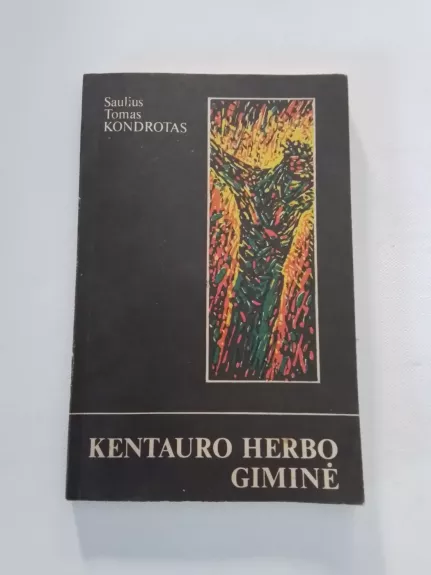 Saulius
Tomas
KONDROTAS
KENTAURO HERBO
GIMINĖ